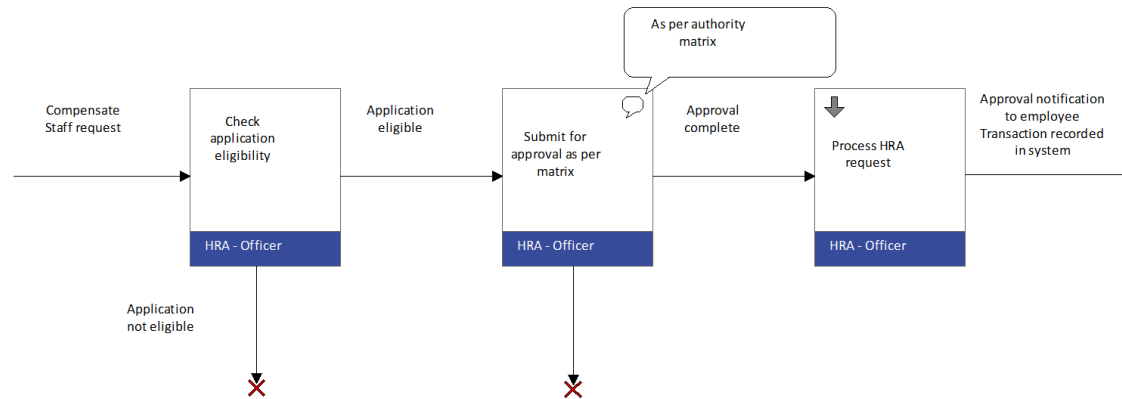 As per authority
matrix
Compensate
Staff request
Check
application
eligibility
HRA - Officer
Application
eligible
Submit for
approval as per
matrix
HRA - Officer
Approval
complete
Process HRA
request
HRA - Officer
Approval notification
to employee
Transaction recorded
in system
Application
not eligible